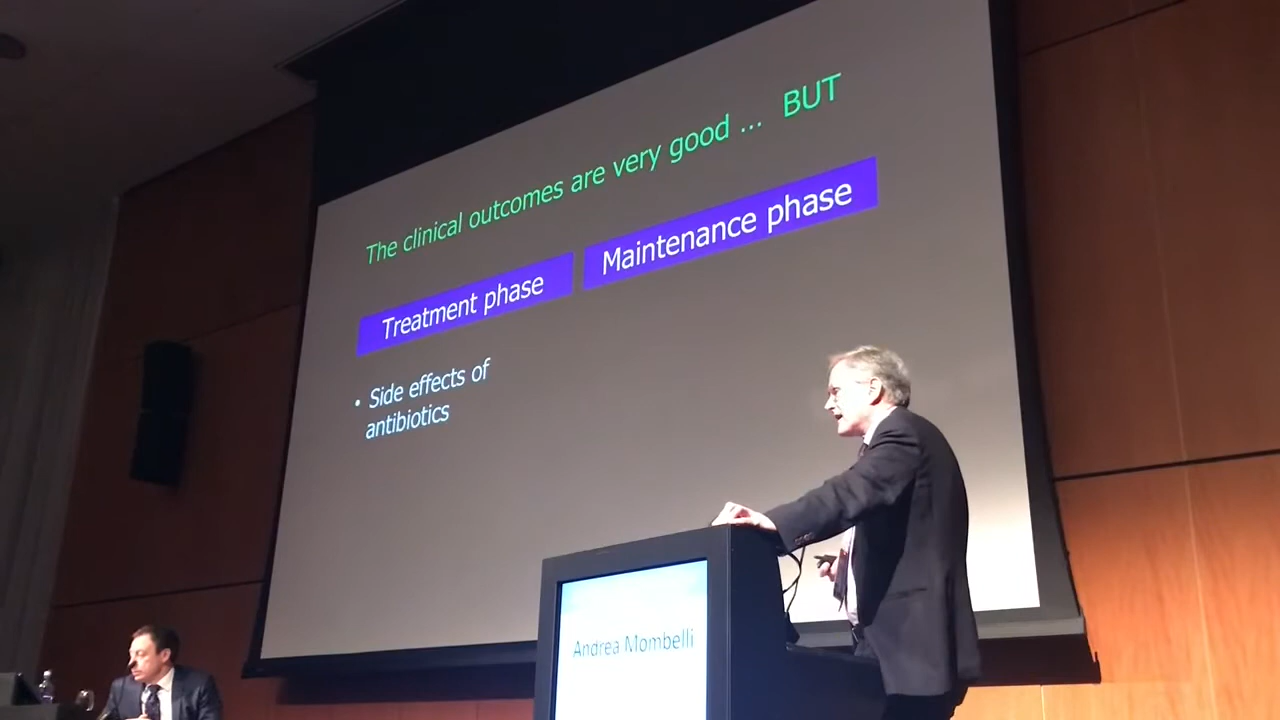 The clinical outcomes are very good ... BUT
Treatment phase
Maintenance phase
• Side effects of
antibiotics
Andrea Mombelli